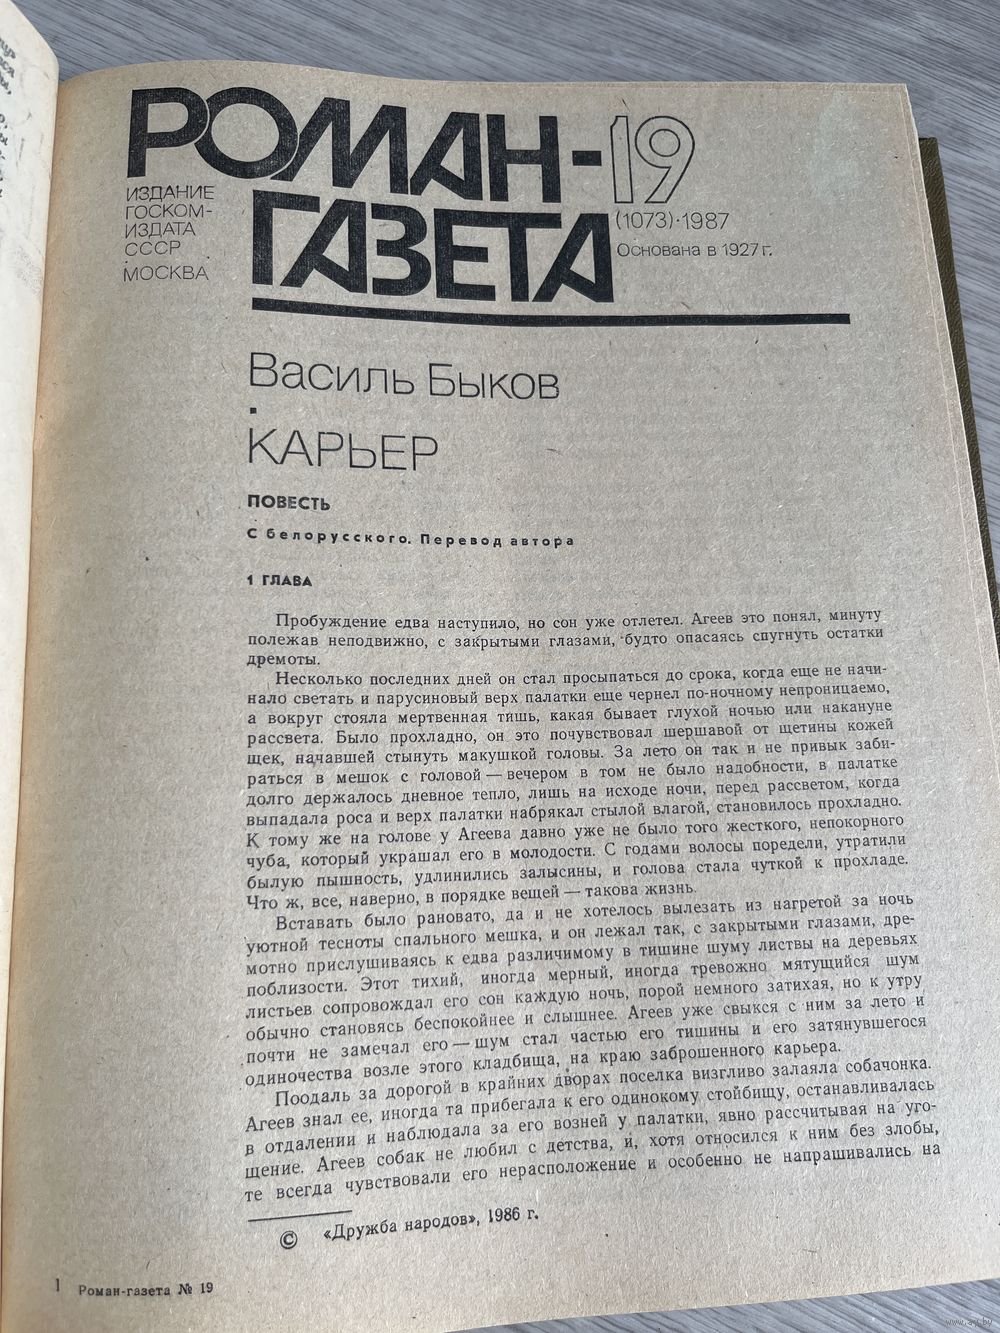 РОМАН-
ГАЗЕТА
19
(1073)·1987
Основана в 1927 г.
ИЗДАНИЕ
ГОСКОМ-
ИЗДАТА
СССР
МОСКВА
Василь Быков
КАРЬЕР
ПОВЕСТЬ
С белорусского. Перевод автора
1 ГЛАВА
Пробуждение едва наступило, но сон уже отлетел. Агеев это понял, минуту
полежав неподвижно, с закрытыми глазами, будто опасаясь спугнуть остатки
дремоты.
Несколько последних дней он стал просыпаться до срока, когда еще не начи-
нало светать и парусиновый верх палатки еще чернел по-ночному непроницаемо,
а вокруг стояла мертвенная тишь, какая бывает глухой ночью или накануне
рассвета. Было прохладно, он это почувствовал шершавой от щетины кожей
щек, начавшей стынуть макушкой головы. За лето он так и не привык заби-
раться в мешок с головой — вечером в том не было надобности, в палатке
долго держалось дневное тепло, лишь на исходе ночи, перед рассветом, когда
выпадала роса и верх палатки набрякал стылой влагой, становилось прохладно.
К тому же на голове у Агеева давно уже не было того жесткого, непокорного
чуба, который украшал его в молодости. С годами волосы поредели, утратили
былую пышность, удлинились залысины, и голова стала чуткой к прохладе.
Что ж, все, наверно, в порядке вещей — такова жизнь.
Вставать было рановато, да и не хотелось вылезать из нагретой за ночь
уютной тесноты спального мешка, и он лежал так, с закрытыми глазами, дре-
мотно прислушиваясь к едва различимому в тишине шуму листвы на деревьях
поблизости. Этот тихий, иногда мерный, иногда тревожно мятущийся шум
листьев сопровождал его сон каждую ночь, порой немного затихая, но к утру
обычно становясь беспокойнее и слышнее. Агеев уже свыкся с ним за лето и
почти не замечал его — шум стал частью его тишины и его затянувшегося
одиночества возле этого кладбища, на краю заброшенного карьера.
Поодаль за дорогой в крайних дворах поселка визгливо залаяла собачонка.
Агеев знал ее, иногда та прибегала к его одинокому стойбищу, останавливалась
в отдалении и наблюдала за его возней у палатки, явно рассчитывая на уго-
щение. Агеев собак не любил с детства, и, хотя относился к ним без злобы,
те всегда чувствовали его нерасположение и особенно не напрашивались на
© «Дружба народов», 1986 г.
1 Роман-газета № 19
www.ay.by